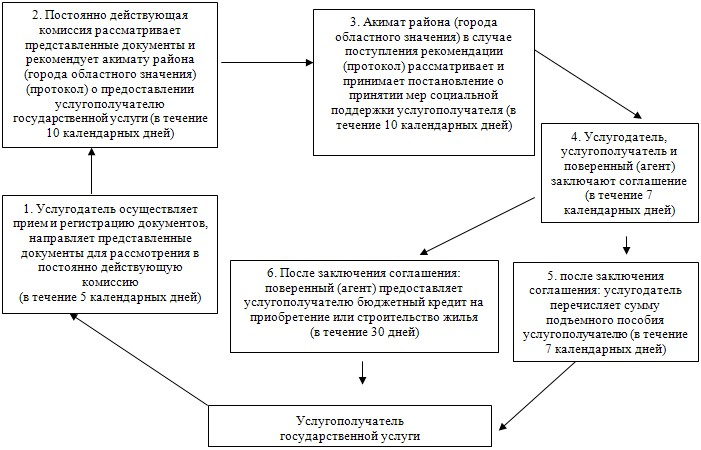 2. Постоянно действующая
комиссия рассматривает
представленные документы и
рекомендует акимату района
(города областного значения)
(протокол) о предоставлении
услугополучателю
государственной услуги (в течение
10 календарных дней)
3. Акимат района (города
областного значения) в случае
поступления рекомендации
(протокол) рассматривает и
принимает постановление о
принятии мер социальной
поддержки услугополучателя (в
течение 10 календарных дней)
4. Услугодатель,
услугополучатель и
поверенный (агент)
заключают соглашение
(в течение 7
календарных дней)
1. Услугодатель осуществляет
прием и регистрацию документов,
направляет представленные
документы для рассмотрения в
постоянно действующую
комиссию
(в течение 5 календарных дней)
6. После заключения соглашения:
поверенный (агент) предоставляет
услугополучателю бюджетный кредит на
приобретение или строительство жилья
(в течение 30 дней)
5. после заключения
соглашения: услугодатель
перечисляет сумму
подъемного пособия
услугополучателю (в течение
7 календарных дней)
Услугополучатель
государственной услуги